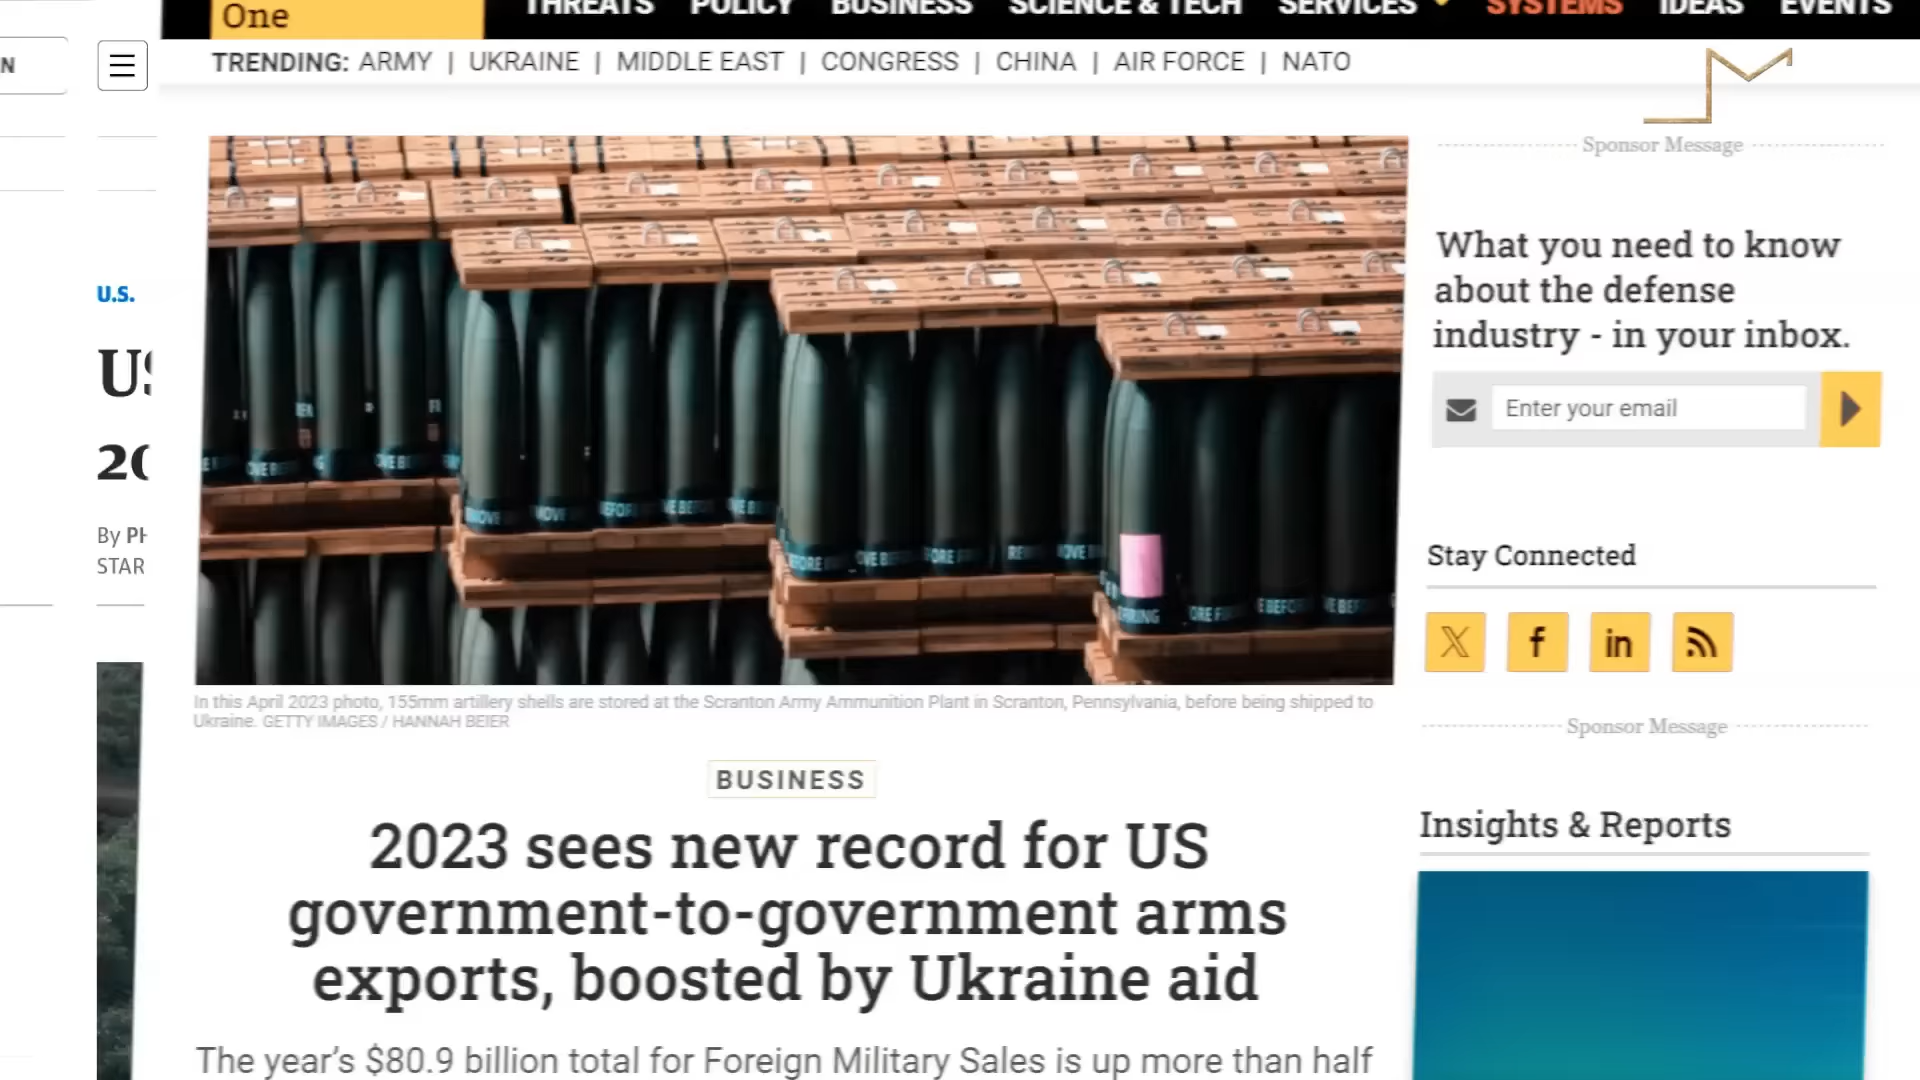 One
THREATS POLICY BUSINESS SCIENCE & TECH SERVICES SYSTEMS IDEAS EVENTS
N
TRENDING: ARMY | UKRAINE | MIDDLE EAST | CONGRESS | CHINA | AIR FORCE | NATO
Sponsor Message
What you need to know
about the defense
industry - in your inbox.
Enter your email
U.S.
US
20
By PH
STAR
Stay Connected
In this April 2023 photo, 155mm artillery shells are stored at the Scranton Army Ammunition Plant in Scranton, Pennsylvania, before being shipped to
Ukraine. GETTY IMAGES / HANNAH BEIER
Sponsor Message
BUSINESS
2023 sees new record for US
government-to-government arms
exports, boosted by Ukraine aid
The year's $80.9 billion total for Foreign Military Sales is up more than half
Insights & Reports